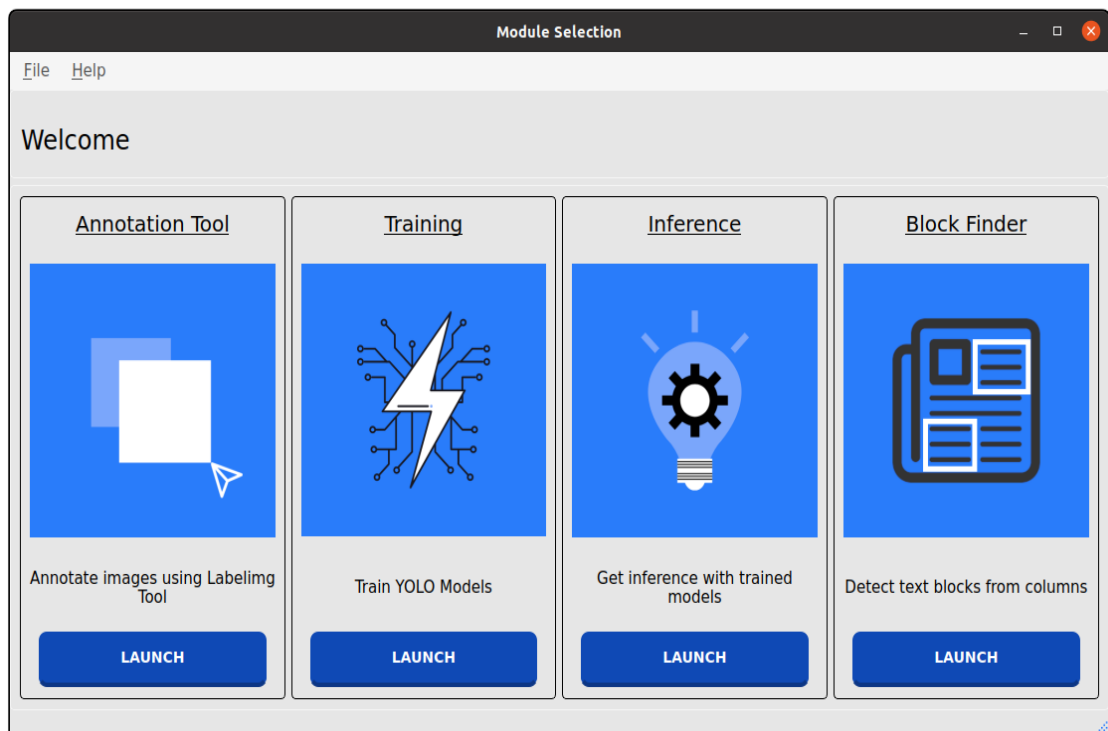 Module Selection
File Help
Welcome
Annotation Tool
Annotate images using Labelimg
Tool
LAUNCH
Training
Train YOLO Models
LAUNCH
Inference
Get inference with trained
models
LAUNCH
Block Finder
Detect text blocks from columns
LAUNCH